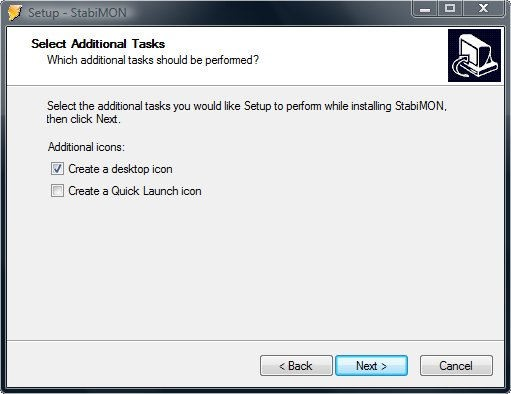 Setup - StabiMON
Select Additional Tasks
Which additional tasks should be performed?
Select the additional tasks you would like Setup to perform while installing StabiMON,
then click Next.
Additional icons:
Create a desktop icon
Create a Quick Launch icon
< Back
Next >
Cancel